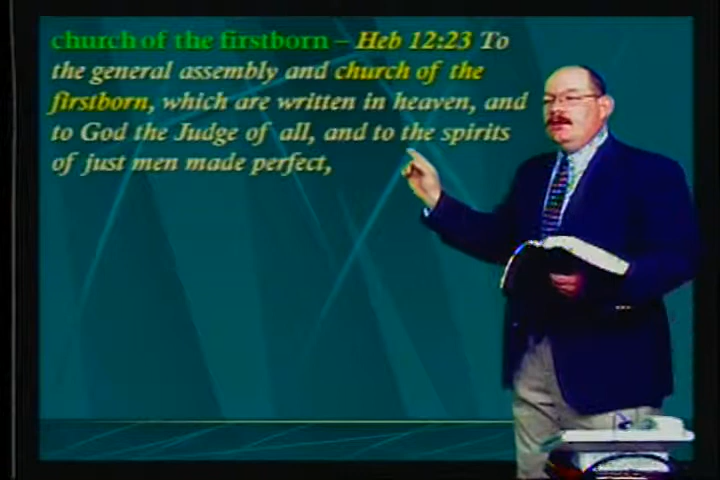 church of the firstborn – Heb 12:23 To
the general assembly and church of the
firstborn, which are written in heaven, and
to God the Judge of all, and to the spirits
of just men made perfect,